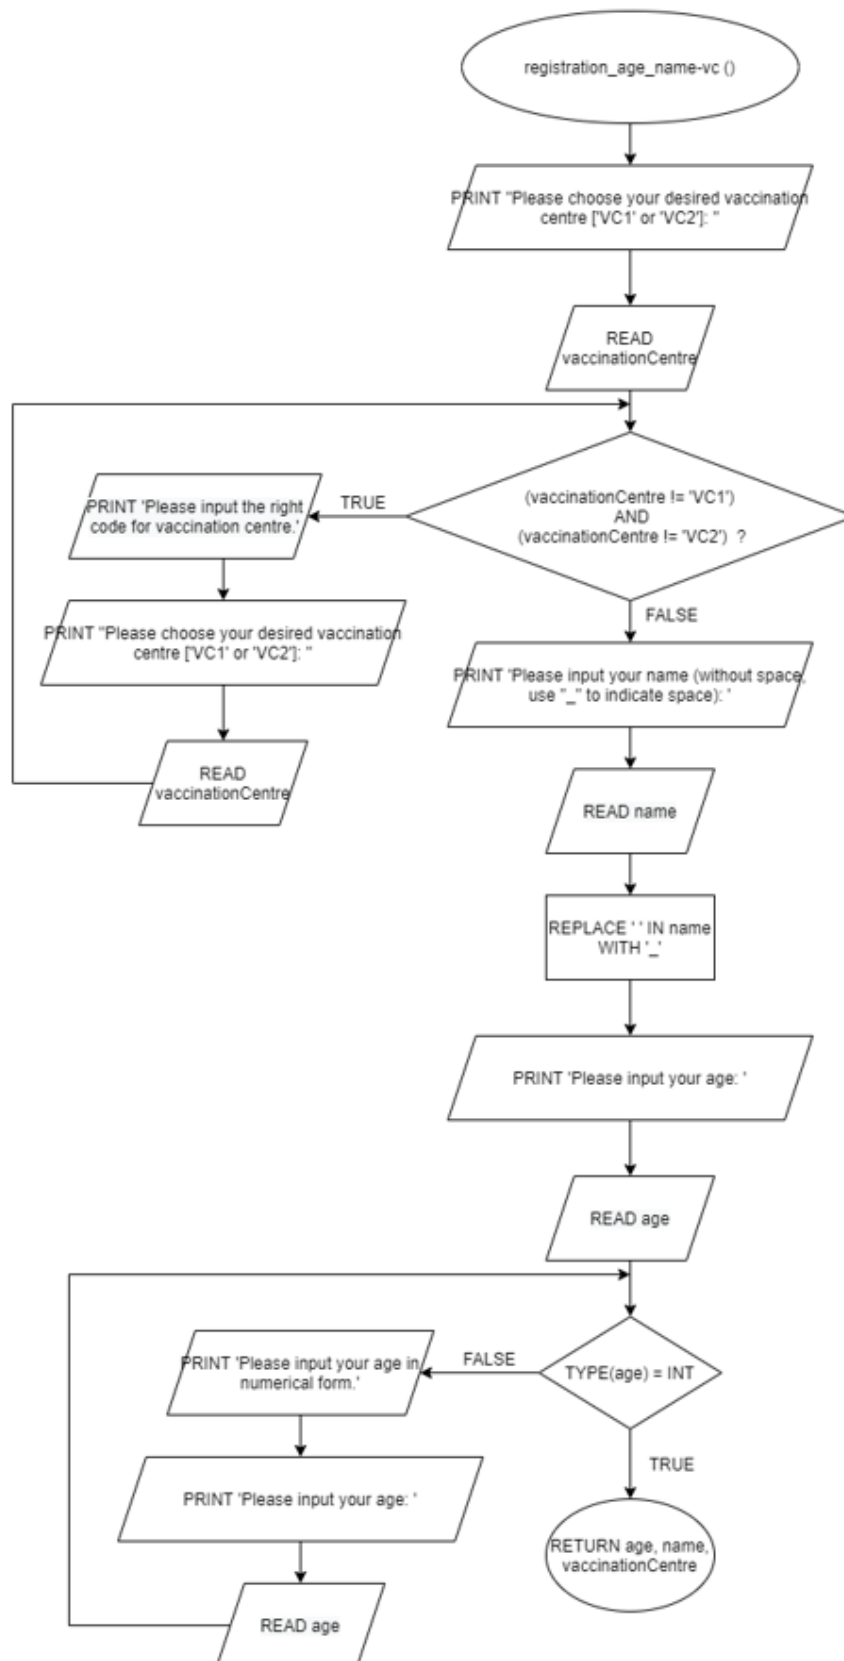 registration_age_name-vc ()
PRINT "Please choose your desired vaccination
centre ['VC1' or 'VC2']: "
READ
vaccinationCentre
(vaccinationCentre != 'VC1')
AND
(vaccinationCentre != 'VC2') ?
TRUE
PRINT 'Please input the right
code for vaccination centre.'
PRINT "Please choose your desired vaccination
centre ['VC1' or 'VC2']: "
READ
vaccinationCentre
FALSE
PRINT 'Please input your name (without space,
use "_" to indicate space): '
READ name
REPLACE ' ' IN name
WITH '_'
PRINT 'Please input your age: '
READ age
TYPE(age) = INT
FALSE
PRINT 'Please input your age in
numerical form.'
PRINT 'Please input your age: '
READ age
TRUE
RETURN age, name,
vaccinationCentre